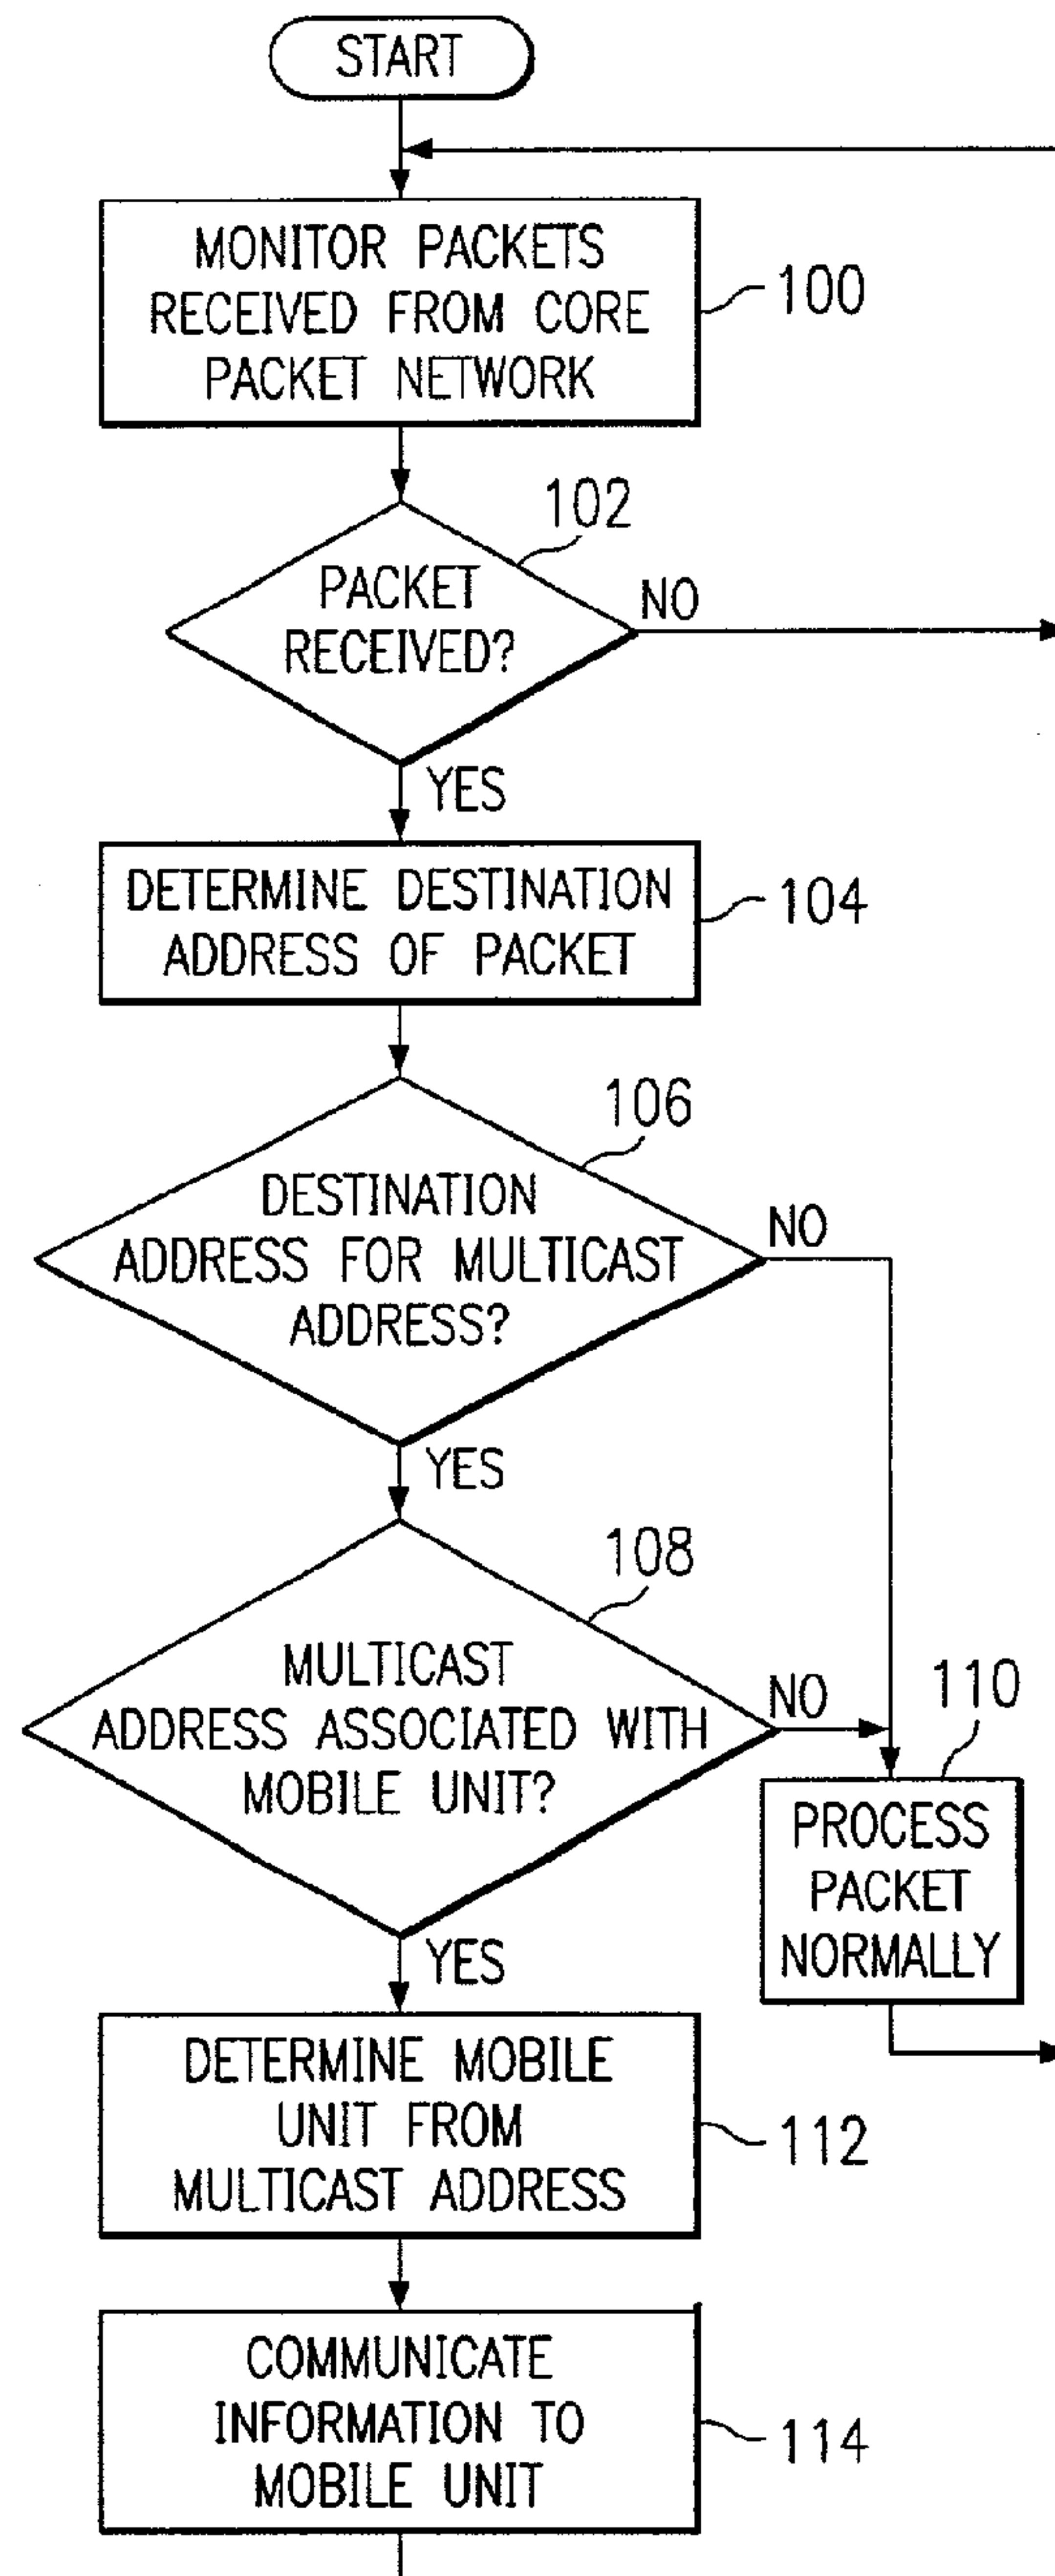 START
MONITOR PACKETS
RECEIVED FROM CORE
PACKET NETWORK
100
102
PACKET
RECEIVED?
NO
YES
DETERMINE DESTINATION
ADDRESS OF PACKET
104
106
DESTINATION
ADDRESS FOR MULTICAST
ADDRESS?
NO
YES
108
MULTICAST
ADDRESS ASSOCIATED WITH
MOBILE UNIT?
NO
110
PROCESS
PACKET
NORMALLY
YES
DETERMINE MOBILE
UNIT FROM
MULTICAST ADDRESS
112
COMMUNICATE
INFORMATION TO
MOBILE UNIT
114